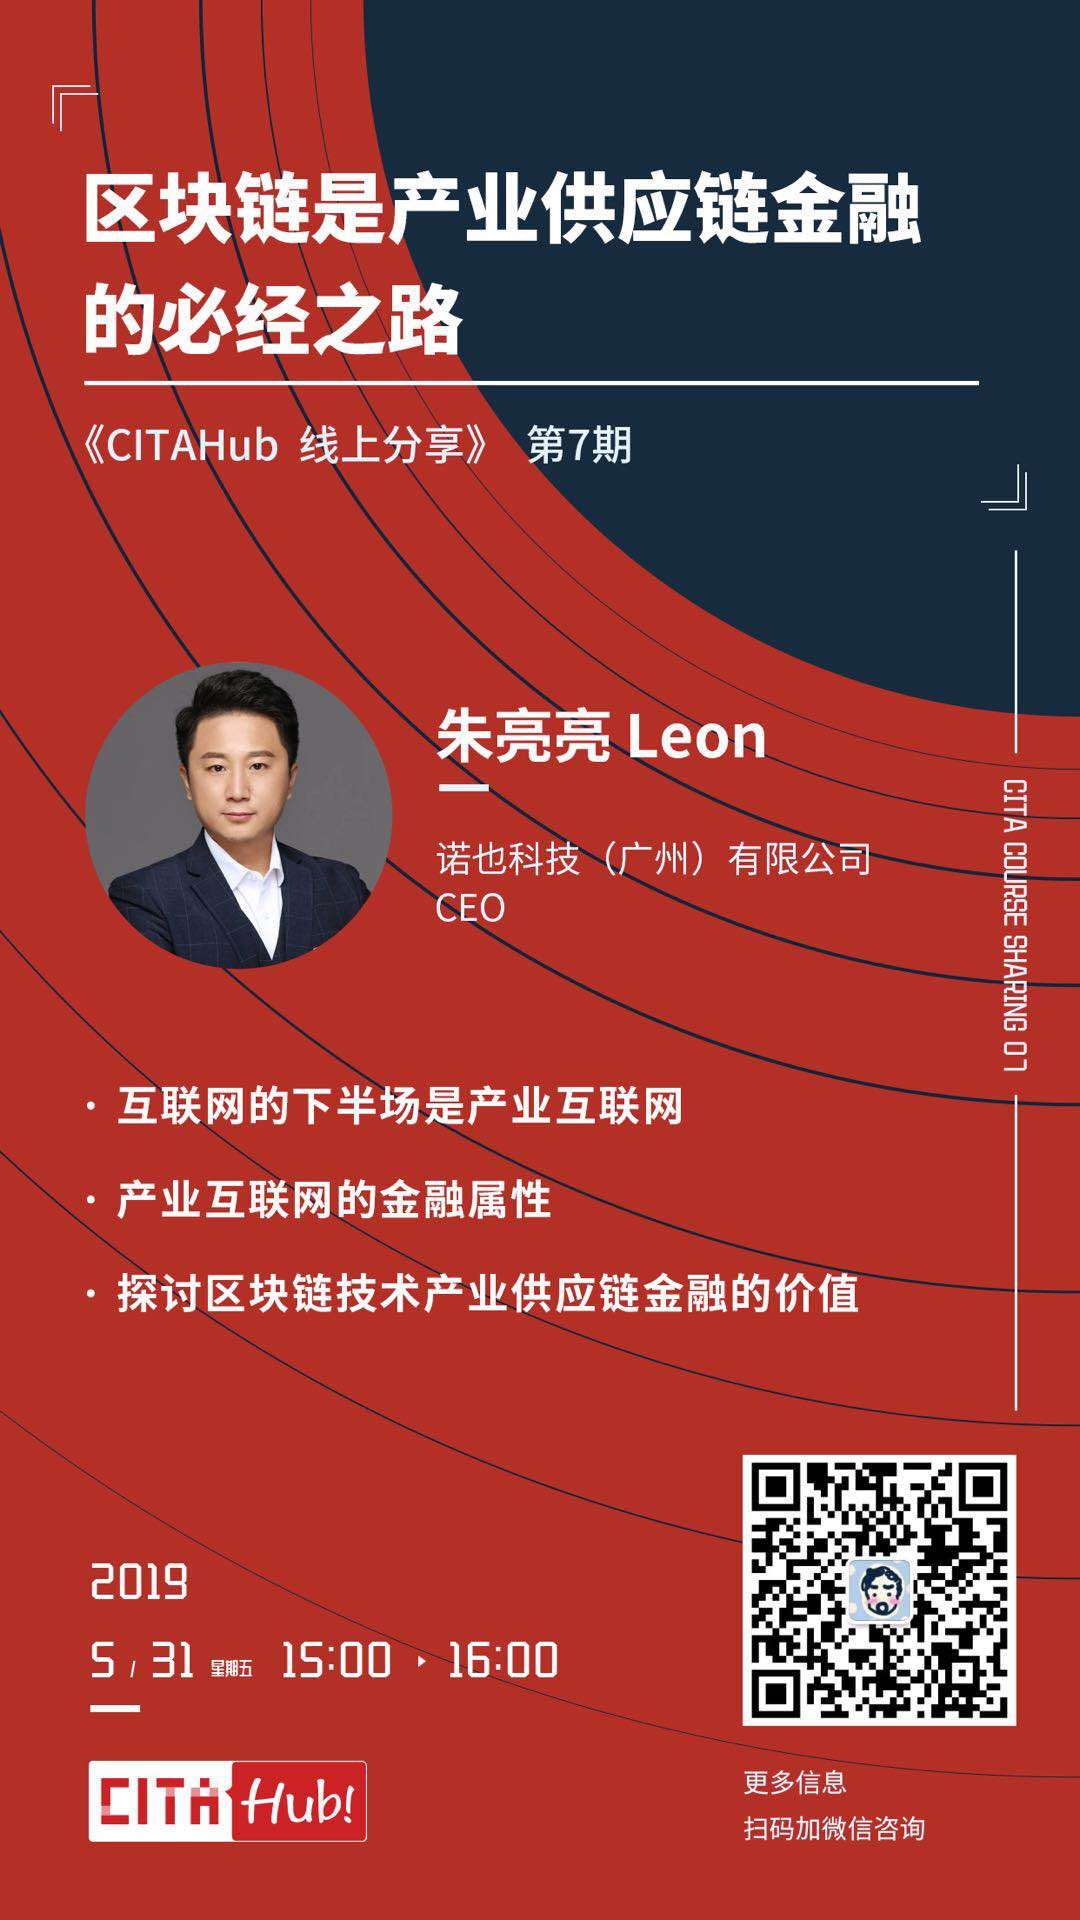 区块链是产业供应链金融
的必经之路
《CITAHub 线上分享》 第7期
朱亮亮 Leon
诺也科技（广州）有限公司
CEO
CITA COURSE SHARING 07
· 互联网的下半场是产业互联网
· 产业互联网的金融属性
· 探讨区块链技术产业供应链金融的价值
2019
5 / 31 星期五 15:00 ▸ 16:00
CITA Hub!
更多信息
扫码加微信咨询